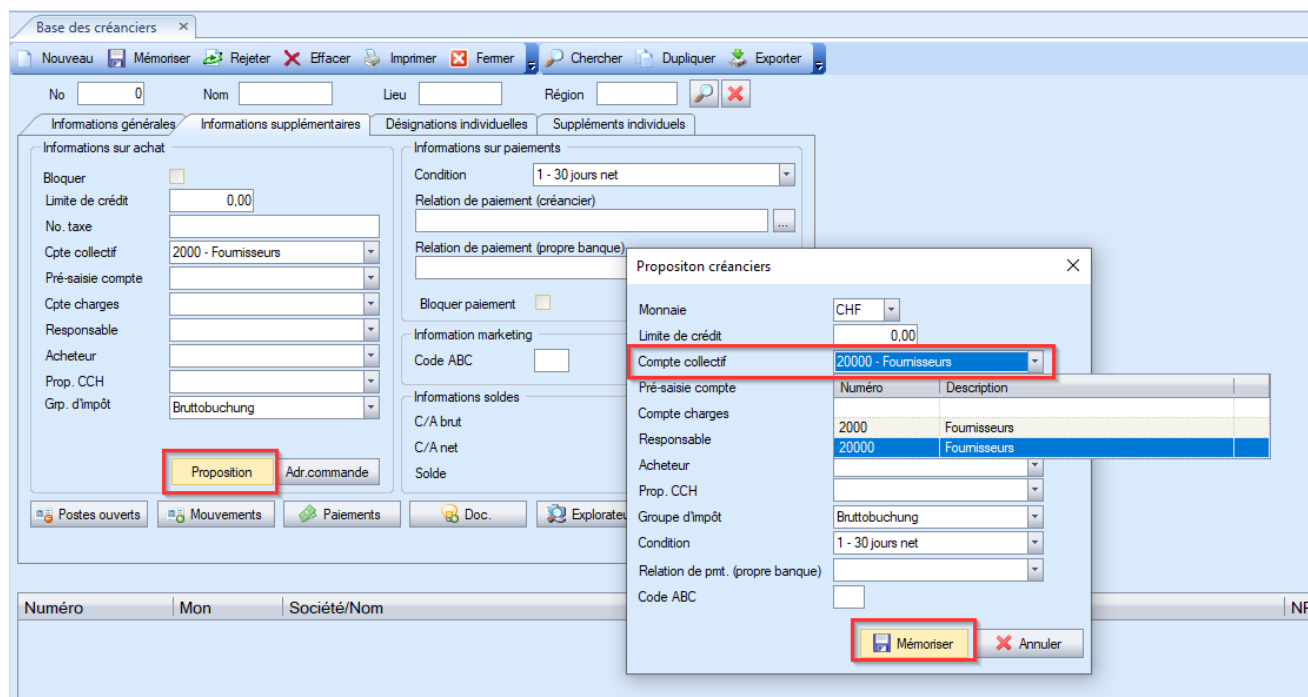 Base des créanciers ×
Nouveau Mémoriser Rejeter Effacer Imprimer Fermer Chercher Dupliquer Exporter
No 0 Nom Lieu Région
Informations générales Informations supplémentaires Désignations individuelles Suppléments individuels
Informations sur achat
Bloquer
Limite de crédit 0,00
No. taxe
Cpte collectif 2000 - Fournisseurs
Pré-saisie compte
Cpte charges
Responsable
Acheteur
Prop. CCH
Grp. d'impôt Bruttobuchung
Proposition Adr.commande
Informations sur paiements
Condition 1 - 30 jours net
Relation de paiement (créancier)
...
Relation de paiement (propre banque)
Bloquer paiement
Information marketing
Code ABC
Informations soldes
C/A brut
C/A net
Solde
Postes ouverts Mouvements Paiements Doc. Explorateu
Numéro Mon Société/Nom NF
Propositon créanciers
Monnaie CHF
Limite de crédit 0,00
Compte collectif 20000 - Fournisseurs
Pré-saisie compte
Compte charges
Responsable
Numéro Description
2000 Fournisseurs
20000 Fournisseurs
Acheteur
Prop. CCH
Groupe d'impôt Bruttobuchung
Condition 1 - 30 jours net
Relation de pmt. (propre banque)
Code ABC
Mémoriser Annuler